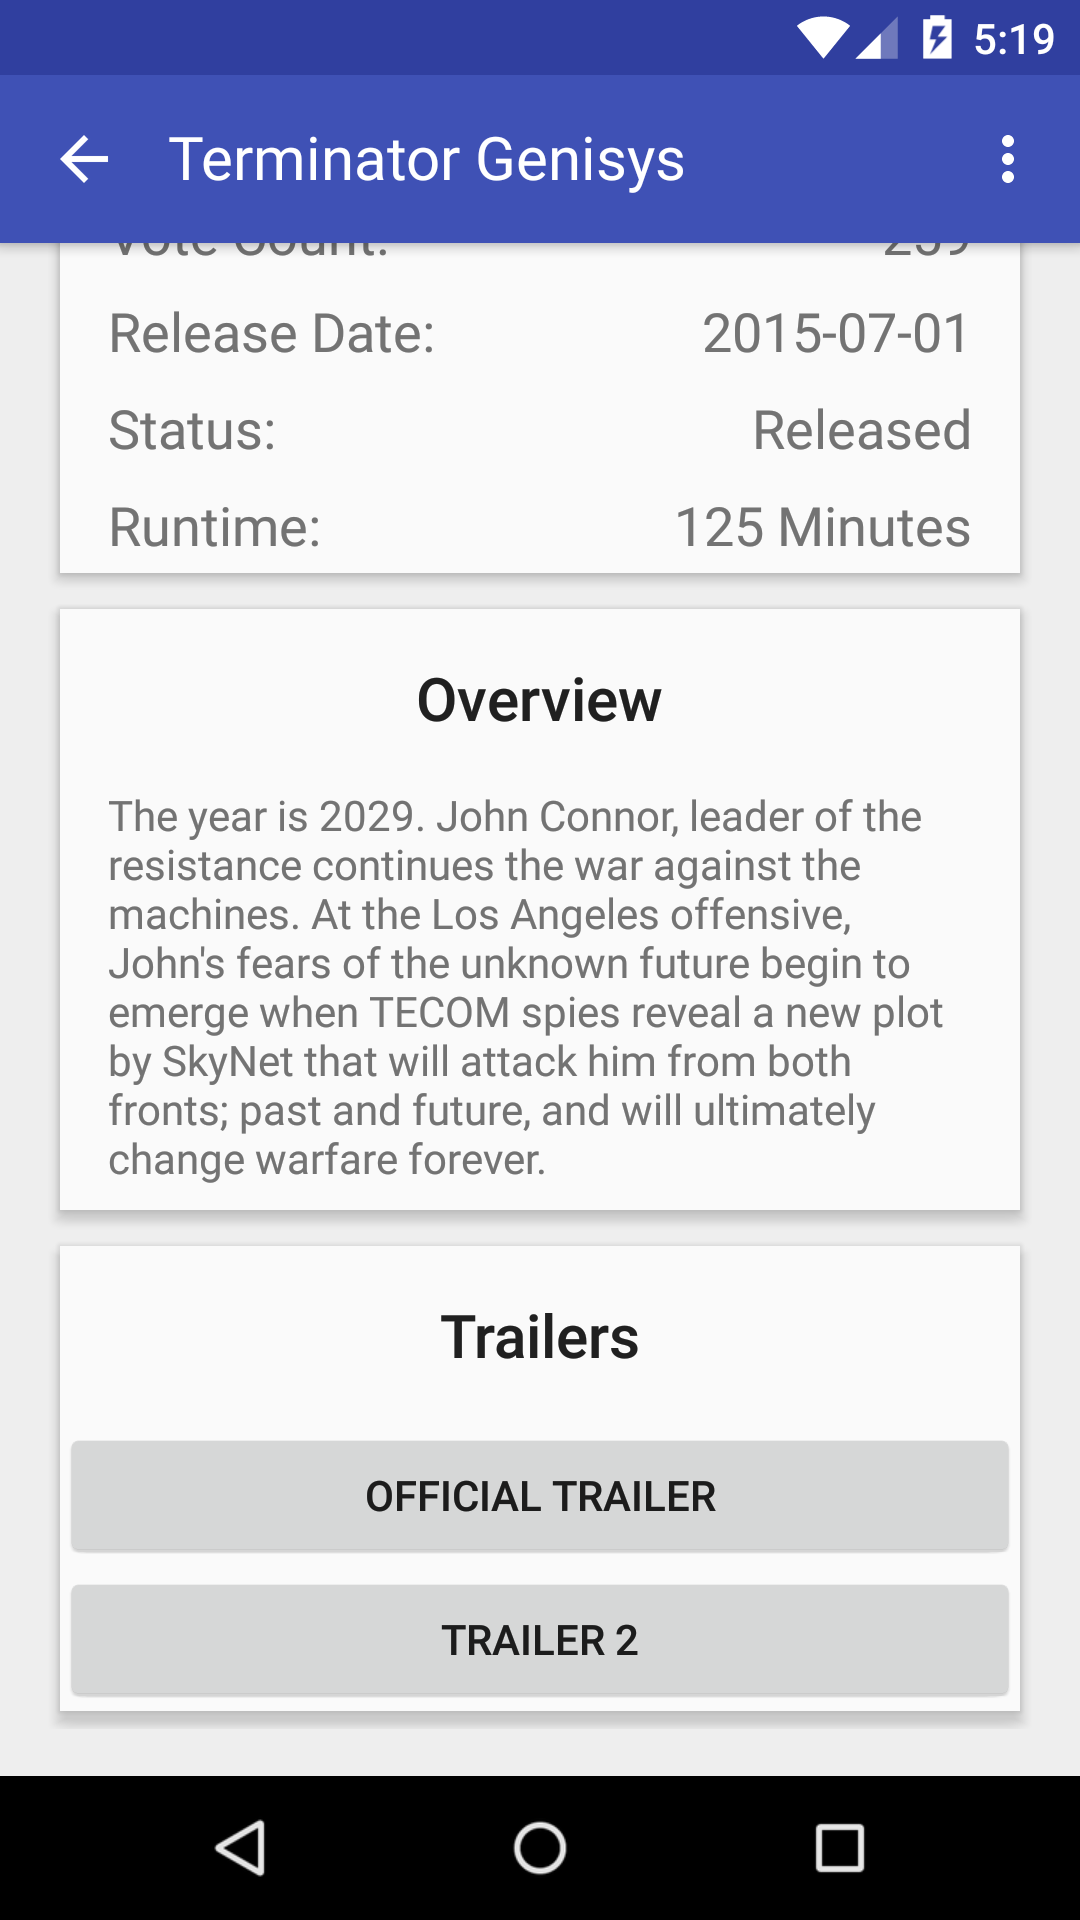 5:19
Terminator Genisys
Vote Count: 239
Release Date: 2015-07-01
Status: Released
Runtime: 125 Minutes
Overview
The year is 2029. John Connor, leader of the
resistance continues the war against the
machines. At the Los Angeles offensive,
John's fears of the unknown future begin to
emerge when TECOM spies reveal a new plot
by SkyNet that will attack him from both
fronts; past and future, and will ultimately
change warfare forever.
Trailers
OFFICIAL TRAILER
TRAILER 2